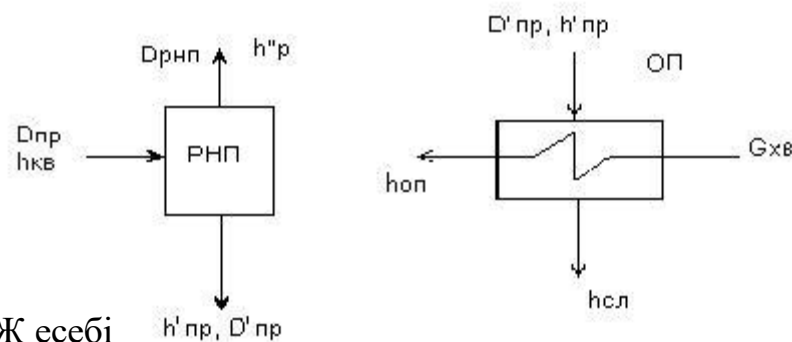 Dрнп h"р
Dпр
hкв
РНП
h'пр, D'пр
D'пр, h'пр
ОП
Gхв
hоп
hсл
Ж есебі